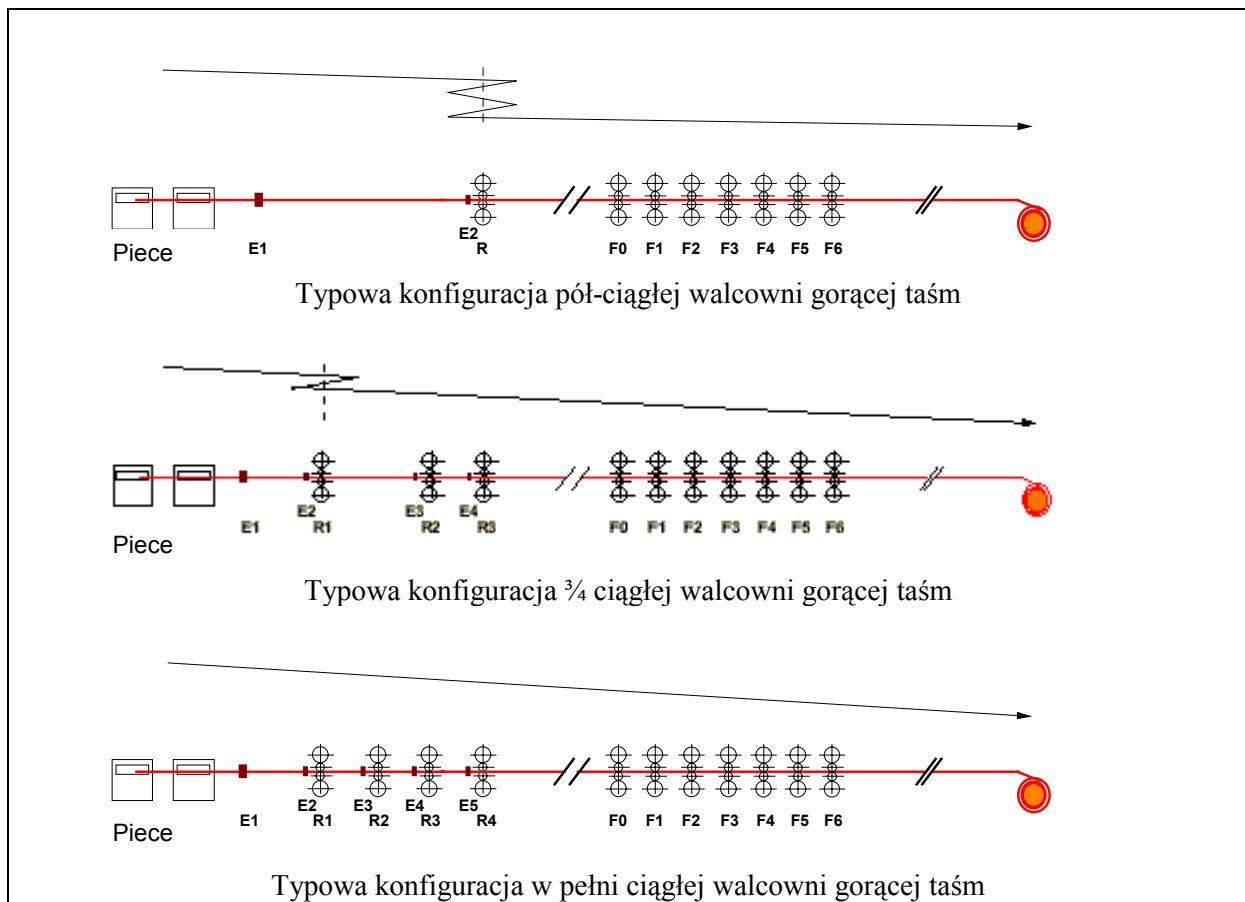 E2
Piece E1 R F0 F1 F2 F3 F4 F5 F6
Typowa konfiguracja pół-ciągłej walcowni gorącej taśm
E2 E3 E4
E1 R1 R2 R3 F0 F1 F2 F3 F4 F5 F6
Piece
Typowa konfiguracja ¾ ciągłej walcowni gorącej taśm
E2 E3 E4 E5
E1 R1 R2 R3 R4 F0 F1 F2 F3 F4 F5 F6
Piece
Typowa konfiguracja w pełni ciągłej walcowni gorącej taśm